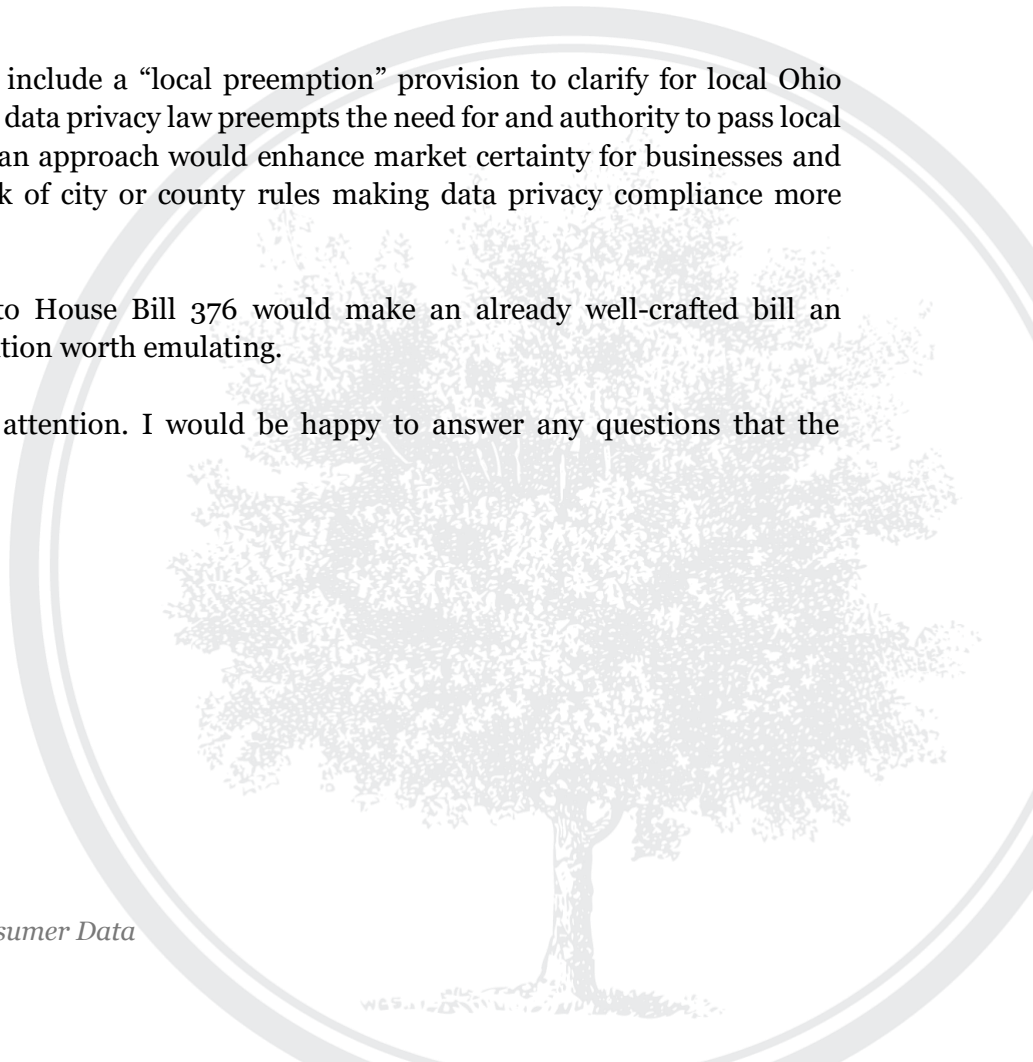 include a “local preemption” provision to clarify for local Ohio
data privacy law preempts the need for and authority to pass local
an approach would enhance market certainty for businesses and
k of city or county rules making data privacy compliance more
to House Bill 376 would make an already well-crafted bill an
tion worth emulating.
attention. I would be happy to answer any questions that the
sumer Data